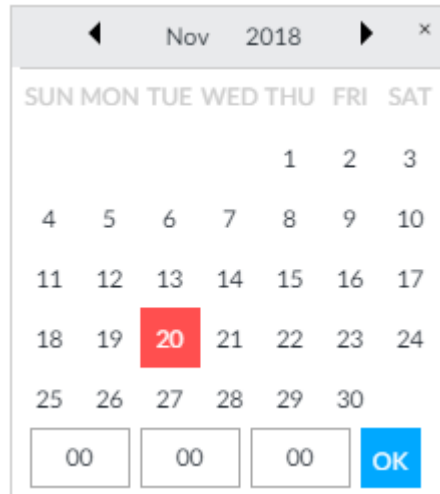 Nov 2018 ×
SUN MON TUE WED THU FRI SAT
1 2 3
4 5 6 7 8 9 10
11 12 13 14 15 16 17
18 19 20 21 22 23 24
25 26 27 28 29 30
00 00 00 OK